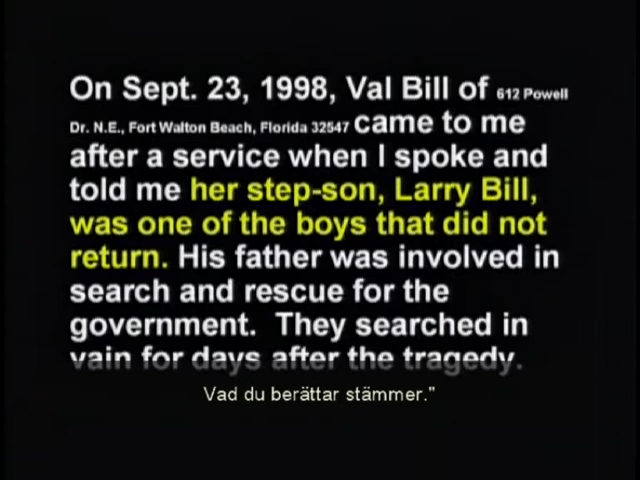 On Sept. 23, 1998, Val Bill of 612 Powell
Dr. N.E., Fort Walton Beach, Florida 32547 came to me
after a service when I spoke and
told me her step-son, Larry Bill,
was one of the boys that did not
return. His father was involved in
search and rescue for the
government. They searched in
vain for days after the tragedy.
Vad du berättar stämmer."